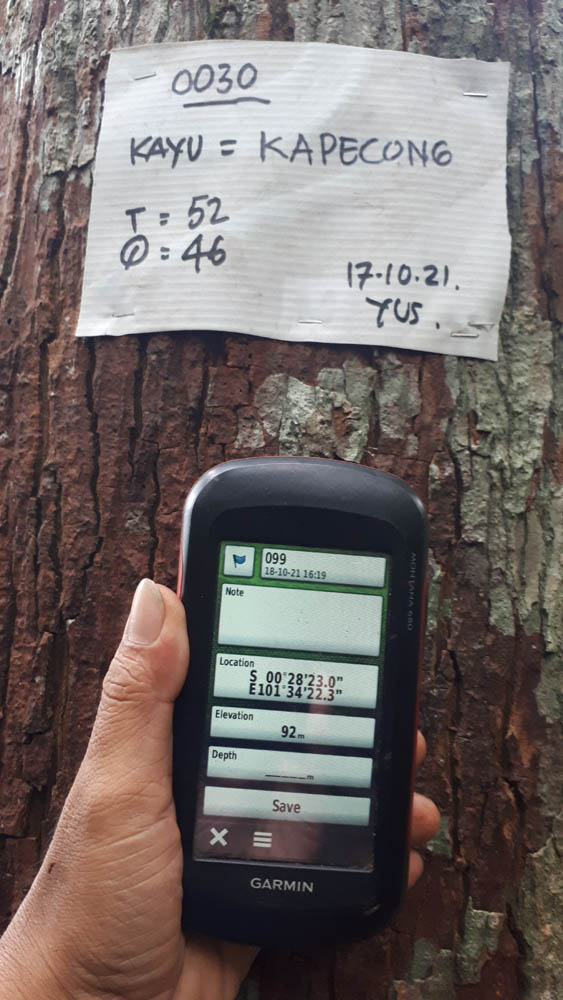 0030
KAYU = KAPECONG
T = 52
Ø = 46
17.10.21.
YUS.
099
18-10-21 16:19
Note
Location
S 00°28'23.0"
E101°34'22.3"
Elevation
92m
Depth
_____m
Save
MONTANA 680
GARMIN